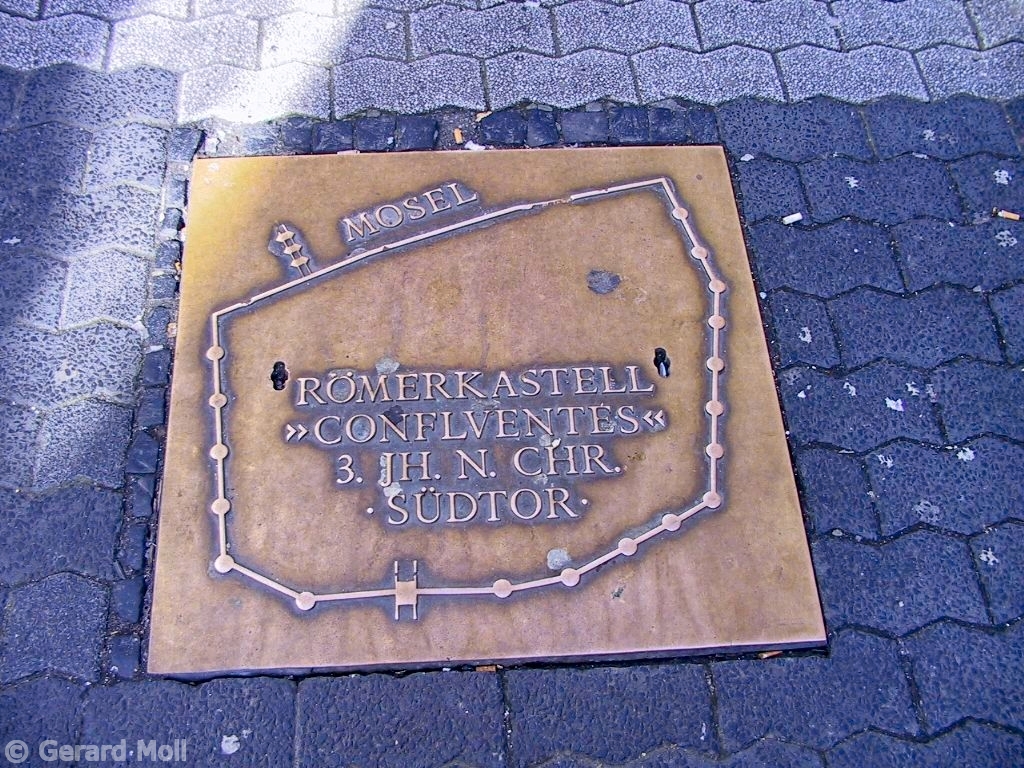 MOSEL
RÖMERKASTELL
»CONFLVENTES«
3. JH. N. CHR.
· SÜDTOR ·
© Gerard Moll